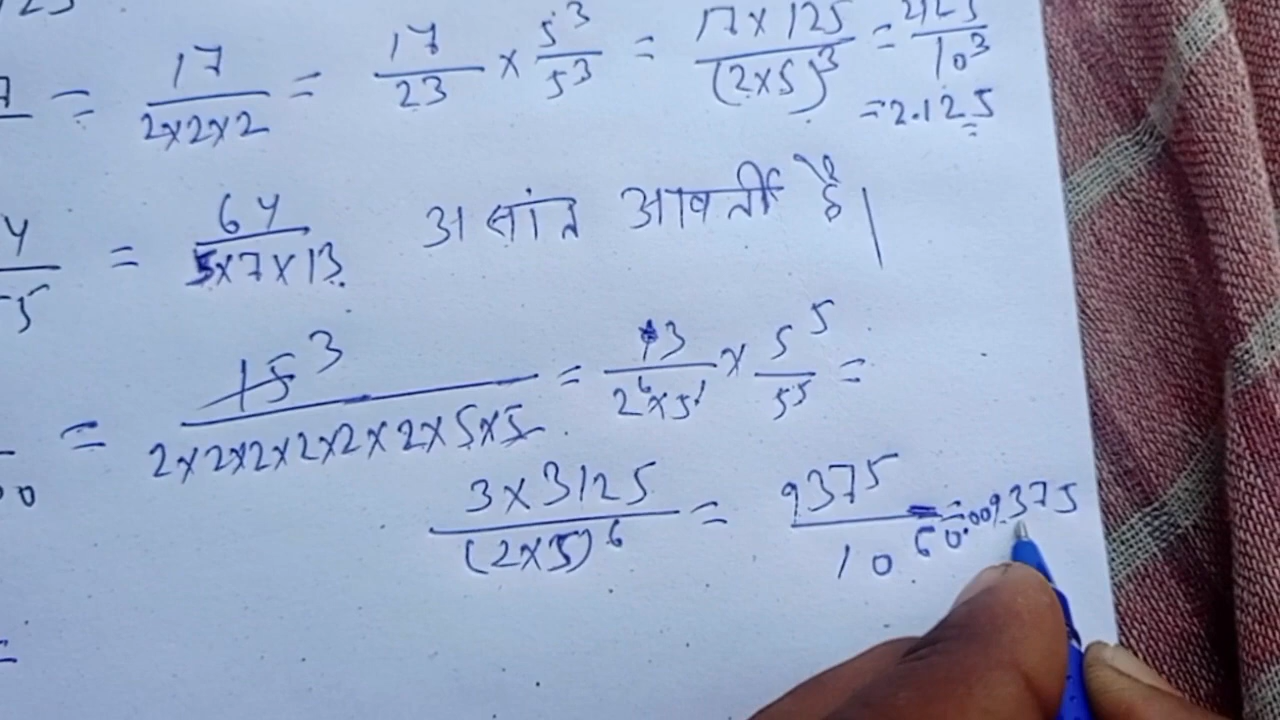 = 17/2×2×2 = 17/23 × 5³/5³ = 17×125/(2×5)³ = 2125/10³
=2.125
= 64/5×7×13 असांत आवर्ती है।
= 15 3/2×2×2×2×2×2×5×5 = 3/2⁶×5¹ × 5⁵/5⁵ =
3×3125/(2×5)⁶ = 9375/10⁶ = 0.009375